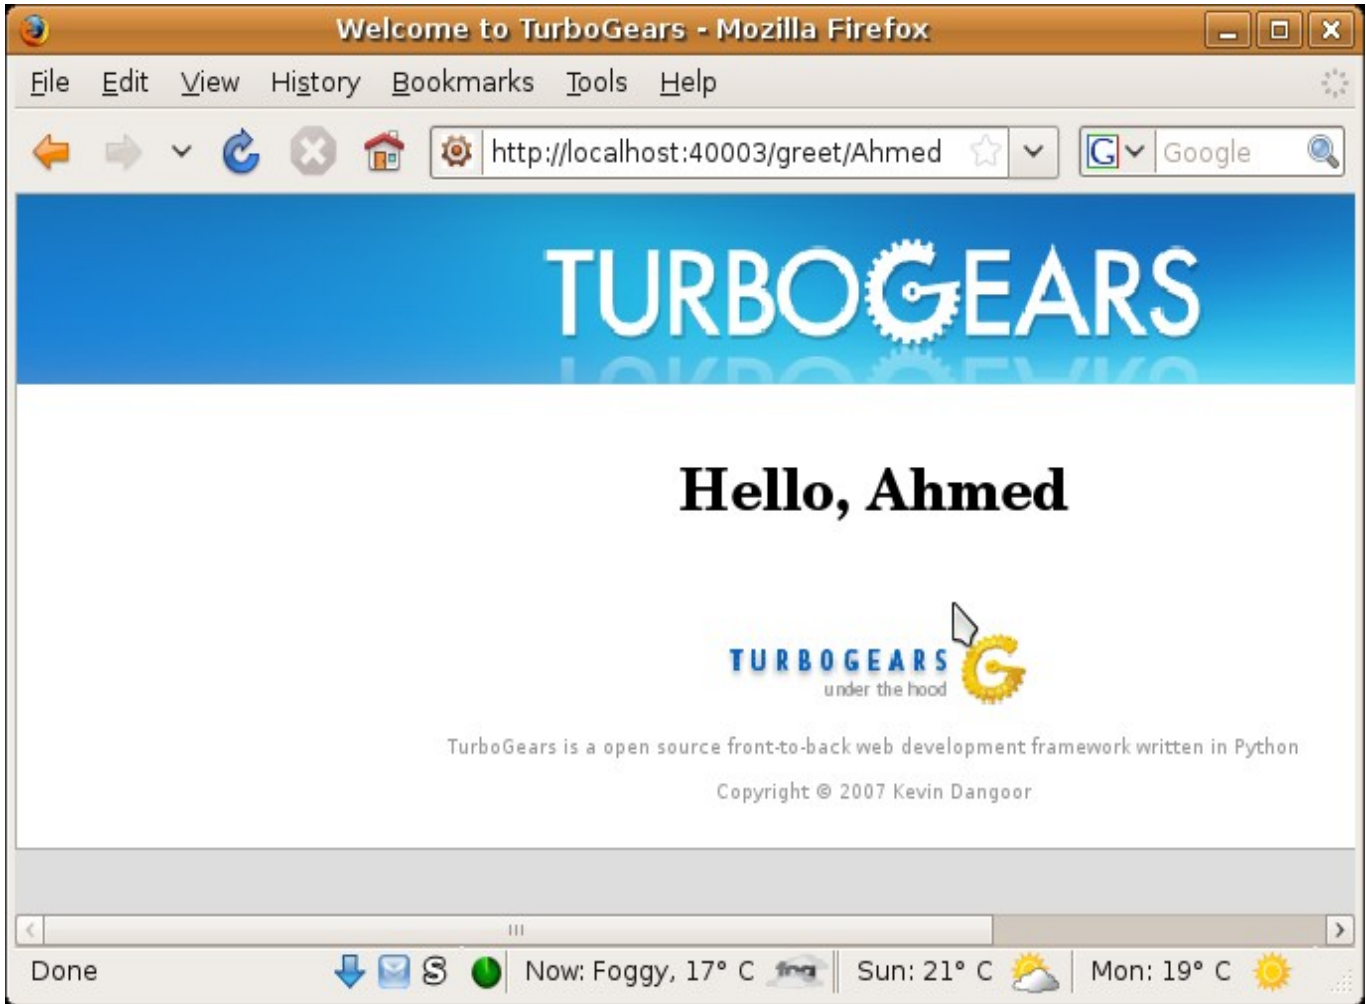 Welcome to TurboGears - Mozilla Firefox
File Edit View History Bookmarks Tools Help
http://localhost:40003/greet/Ahmed G Google
TURBOGEARS
Hello, Ahmed
TURBOGEARS
under the hood
TurboGears is a open source front-to-back web development framework written in Python
Copyright © 2007 Kevin Dangoor
Done S Now: Foggy, 17° C fog Sun: 21° C Mon: 19° C